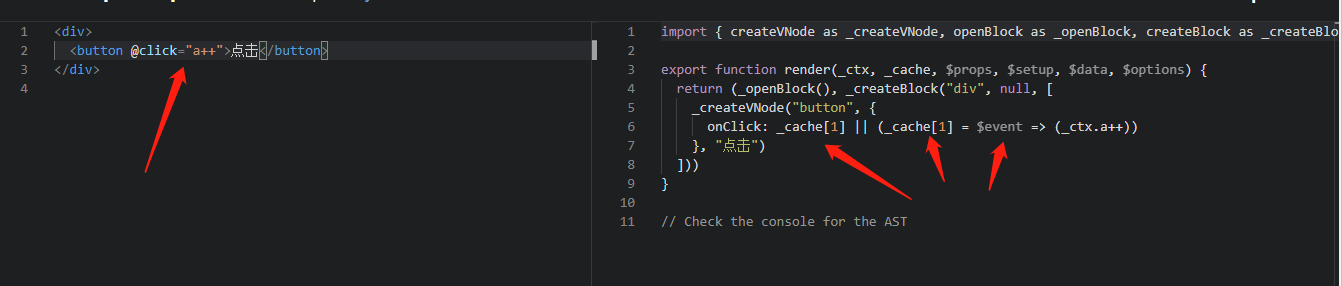 1 <div>
2 <button @click="a++">点击</button>
3 </div>
4
1 import { createVNode as _createVNode, openBlock as _openBlock, createBlock as _createBlo
2
3 export function render(_ctx, _cache, $props, $setup, $data, $options) {
4 return (_openBlock(), _createBlock("div", null, [
5 _createVNode("button", {
6 onClick: _cache[1] || (_cache[1] = $event => (_ctx.a++))
7 }, "点击")
8 ]))
9 }
10
11 // Check the console for the AST